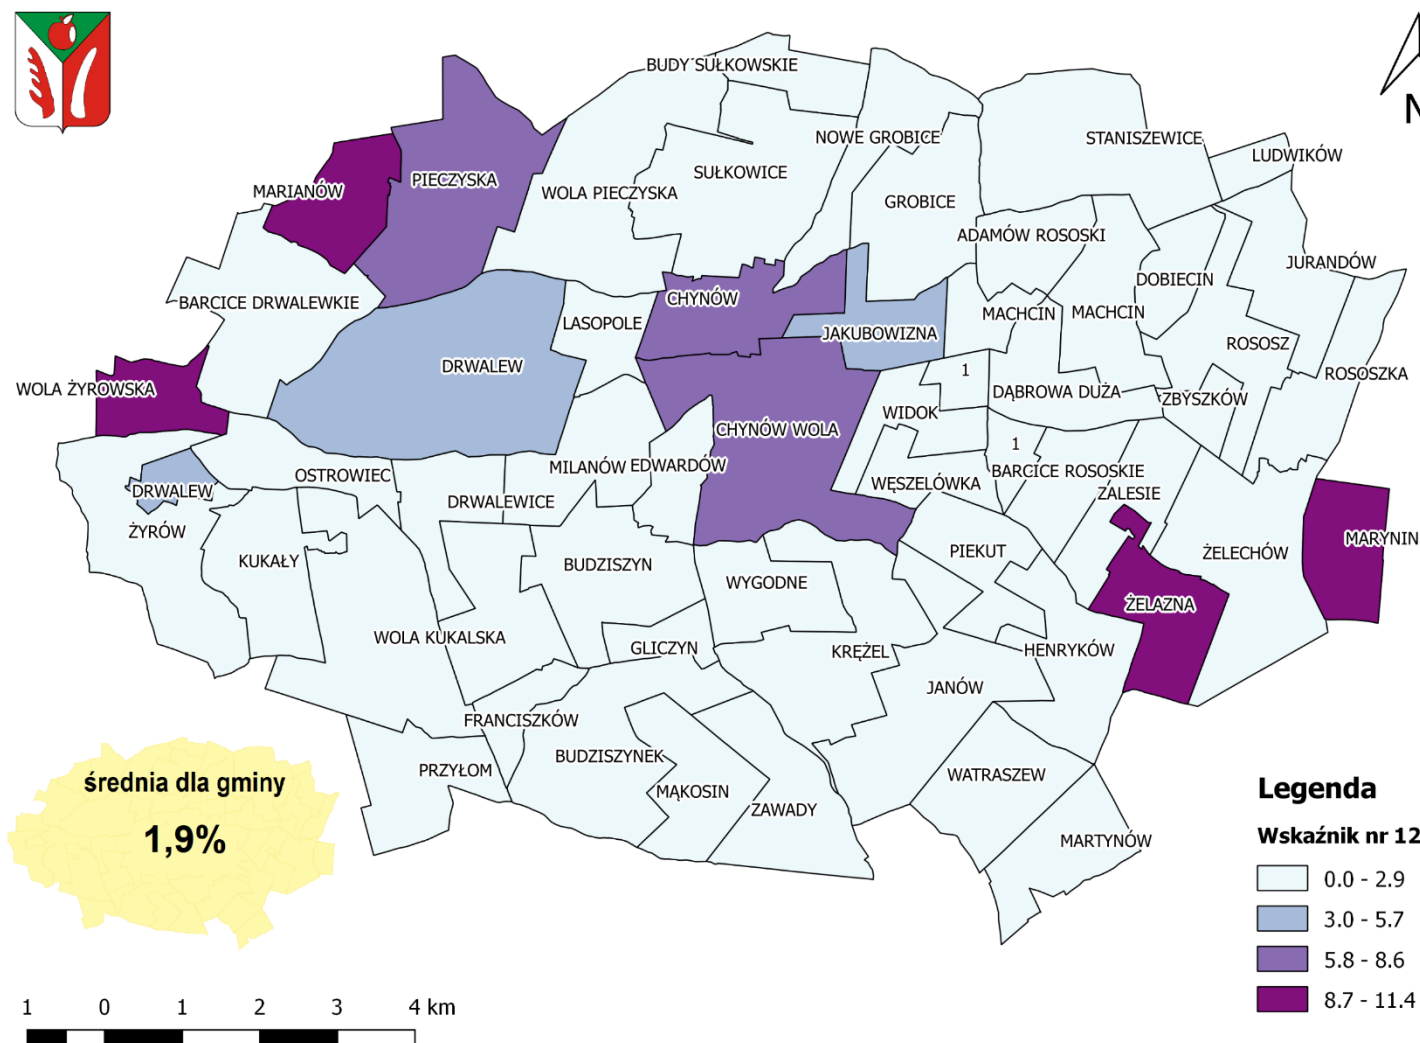 BUDY SUŁKOWSKIE
NOWE GROBICE
STANISZEWICE
N
LUDWIKÓW
MARIANÓW
PIECZYSKA
WOLA PIECZYSKA
SUŁKOWICE
GROBICE
ADAMÓW ROSOSKI
JURANDÓW
DOBIECIN
BARCICE DRWALEWKIE
CHYNÓW
LASOPOLE
JAKUBOWIZNA
MACHCIN
MACHCIN
ROSOSZ
DRWALEW
1
ROSOSZKA
WOLA ŻYROWSKA
DĄBROWA DUŻA
ZBYSZKÓW
WIDOK
CHYNÓW WOLA
1
OSTROWIEC
MILANÓW
EDWARDÓW
BARCICE ROSOSKIE
DRWALEW
DRWALEWICE
WĘSZELÓWKA
ZALESIE
ŻYRÓW
MARYNIN
KUKAŁY
BUDZISZYN
PIEKUT
ŻELECHÓW
WYGODNE
ŻELAZNA
WOLA KUKALSKA
GLICZYN
KRĘŻEL
HENRYKÓW
JANÓW
FRANCISZKÓW
BUDZISZYNEK
PRZYŁOM
WATRASZEW
MĄKOSIN
ZAWADY
MARTYNÓW
średnia dla gminy
1,9%
Legenda
Wskaźnik nr 12
0.0 - 2.9
3.0 - 5.7
5.8 - 8.6
8.7 - 11.4
1 0 1 2 3 4 km